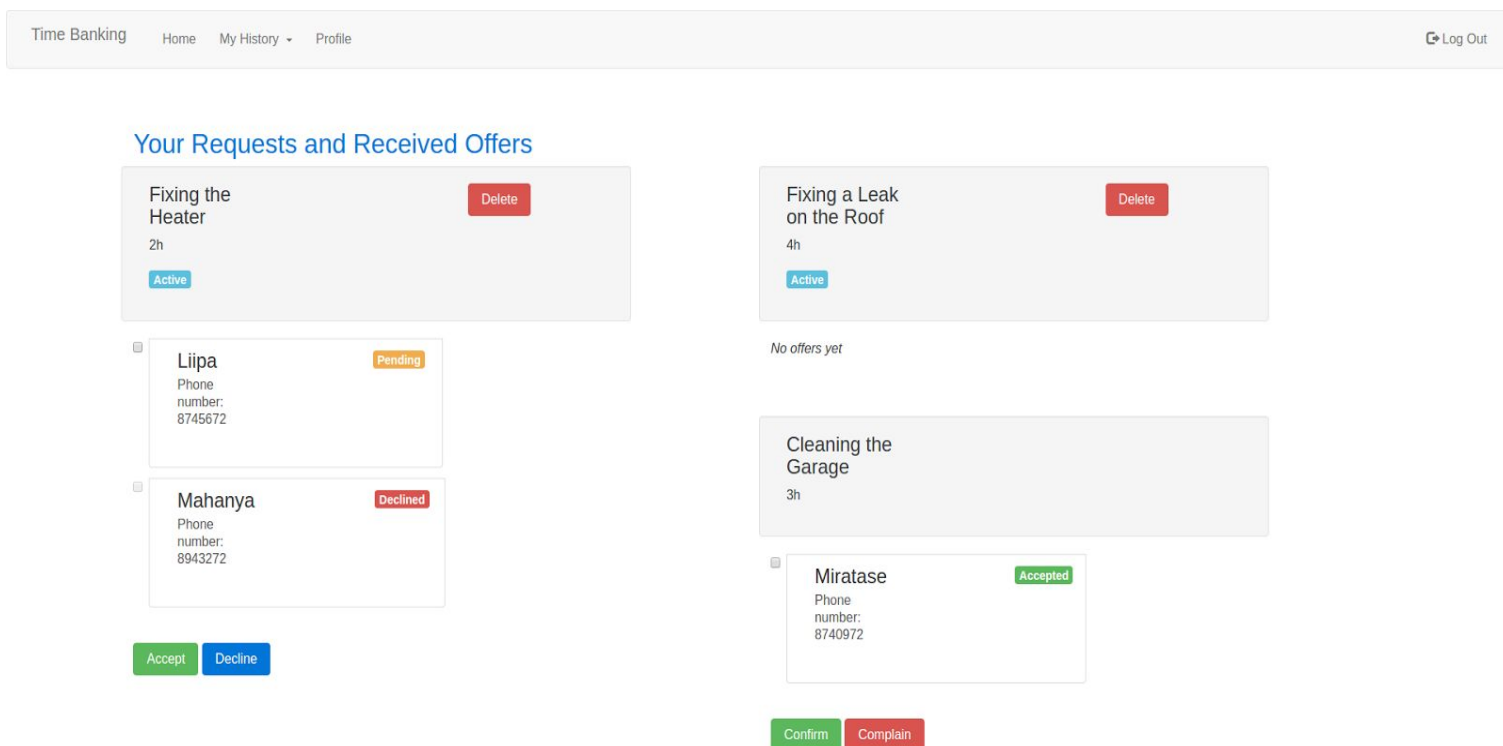 Time Banking Home My History Profile Log Out
Your Requests and Received Offers
Fixing the
Heater
Delete
2h
Active
Liipa
Pending
Phone
number:
8745672
Mahanya
Declined
Phone
number:
8943272
Accept Decline
Fixing a Leak
on the Roof
Delete
4h
Active
No offers yet
Cleaning the
Garage
3h
Miratase
Accepted
Phone
number:
8740972
Confirm Complain